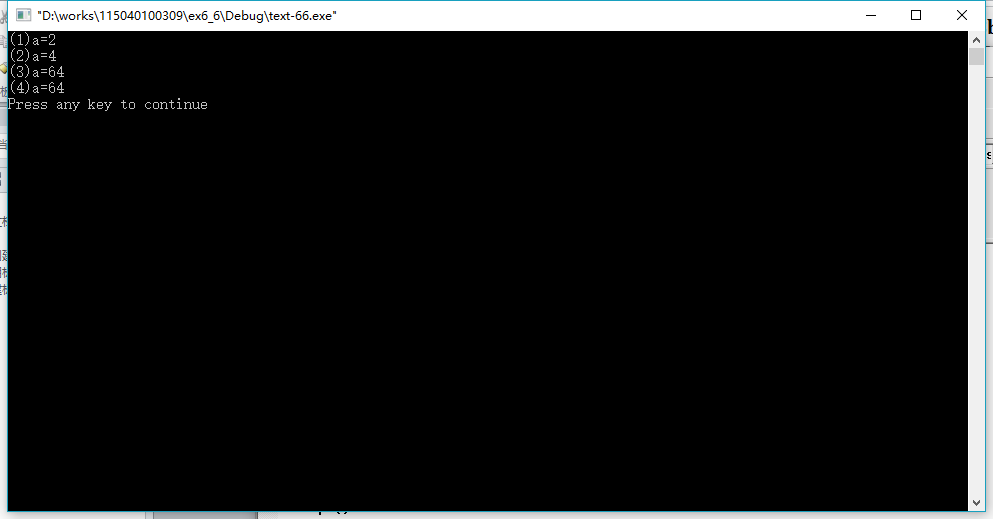 "D:\works\115040100309\ex6_6\Debug\text-66.exe"
(1)a=2
(2)a=4
(3)a=64
(4)a=64
Press any key to continue